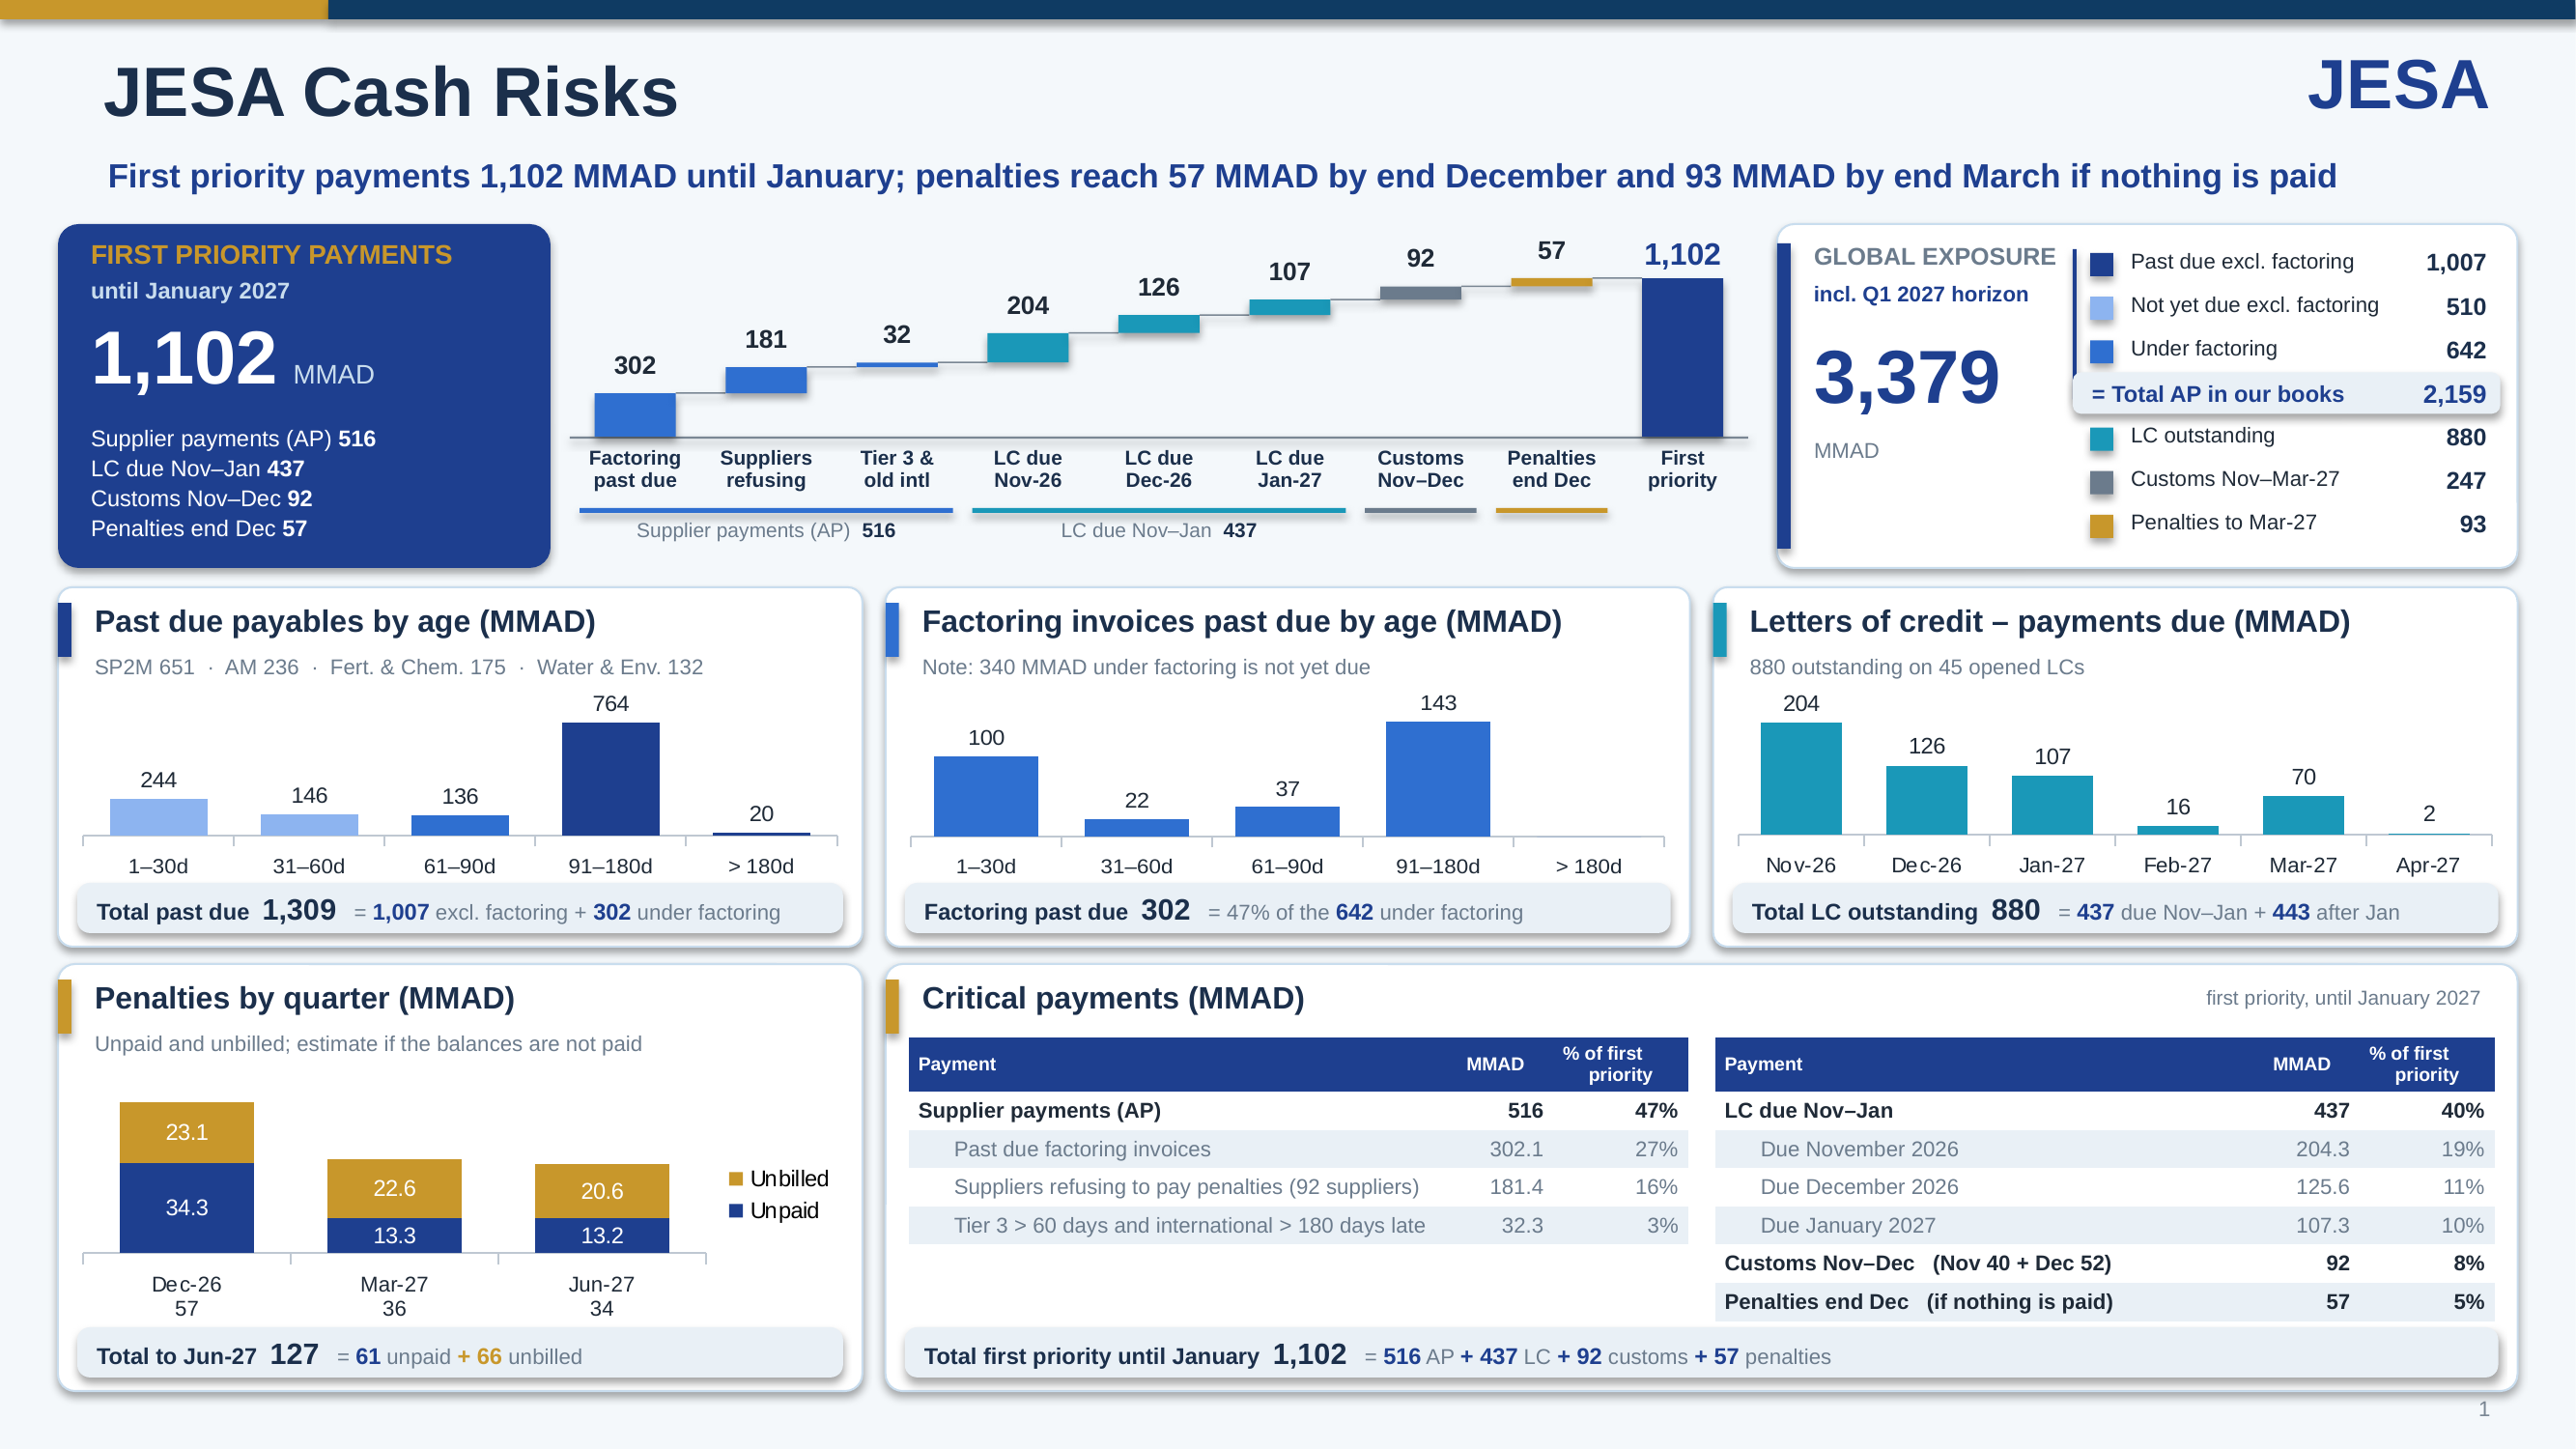 JESA Cash Risks
JESA
First priority payments 1,102 MMAD until January; penalties reach 57 MMAD by end December and 93 MMAD by end March if nothing is paid
FIRST PRIORITY PAYMENTS
until January 2027
1,102 MMAD
Supplier payments (AP) 516
LC due Nov–Jan 437
Customs Nov–Dec 92
Penalties end Dec 57
302
181
32
204
126
107
92
57
1,102
Factoring past due
Suppliers refusing
Tier 3 & old intl
LC due Nov-26
LC due Dec-26
LC due Jan-27
Customs Nov–Dec
Penalties end Dec
First priority
Supplier payments (AP) 516
LC due Nov–Jan 437
GLOBAL EXPOSURE
incl. Q1 2027 horizon
3,379
MMAD
Past due excl. factoring 1,007
Not yet due excl. factoring 510
Under factoring 642
= Total AP in our books 2,159
LC outstanding 880
Customs Nov–Mar-27 247
Penalties to Mar-27 93
Past due payables by age (MMAD)
SP2M 651 · AM 236 · Fert. & Chem. 175 · Water & Env. 132
244
146
136
764
20
1–30d 31–60d 61–90d 91–180d > 180d
Total past due 1,309 = 1,007 excl. factoring + 302 under factoring
Factoring invoices past due by age (MMAD)
Note: 340 MMAD under factoring is not yet due
100
22
37
143
1–30d 31–60d 61–90d 91–180d > 180d
Factoring past due 302 = 47% of the 642 under factoring
Letters of credit – payments due (MMAD)
880 outstanding on 45 opened LCs
204
126
107
16
70
2
Nov-26 Dec-26 Jan-27 Feb-27 Mar-27 Apr-27
Total LC outstanding 880 = 437 due Nov–Jan + 443 after Jan
Penalties by quarter (MMAD)
Unpaid and unbilled; estimate if the balances are not paid
23.1
34.3
22.6
13.3
20.6
13.2
Unbilled
Unpaid
Dec-26 Mar-27 Jun-27
57 36 34
Total to Jun-27 127 = 61 unpaid + 66 unbilled
Critical payments (MMAD)
first priority, until January 2027
Payment MMAD % of first priority
Supplier payments (AP) 516 47%
Past due factoring invoices 302.1 27%
Suppliers refusing to pay penalties (92 suppliers) 181.4 16%
Tier 3 > 60 days and international > 180 days late 32.3 3%
Payment MMAD % of first priority
LC due Nov–Jan 437 40%
Due November 2026 204.3 19%
Due December 2026 125.6 11%
Due January 2027 107.3 10%
Customs Nov–Dec (Nov 40 + Dec 52) 92 8%
Penalties end Dec (if nothing is paid) 57 5%
Total first priority until January 1,102 = 516 AP + 437 LC + 92 customs + 57 penalties
1